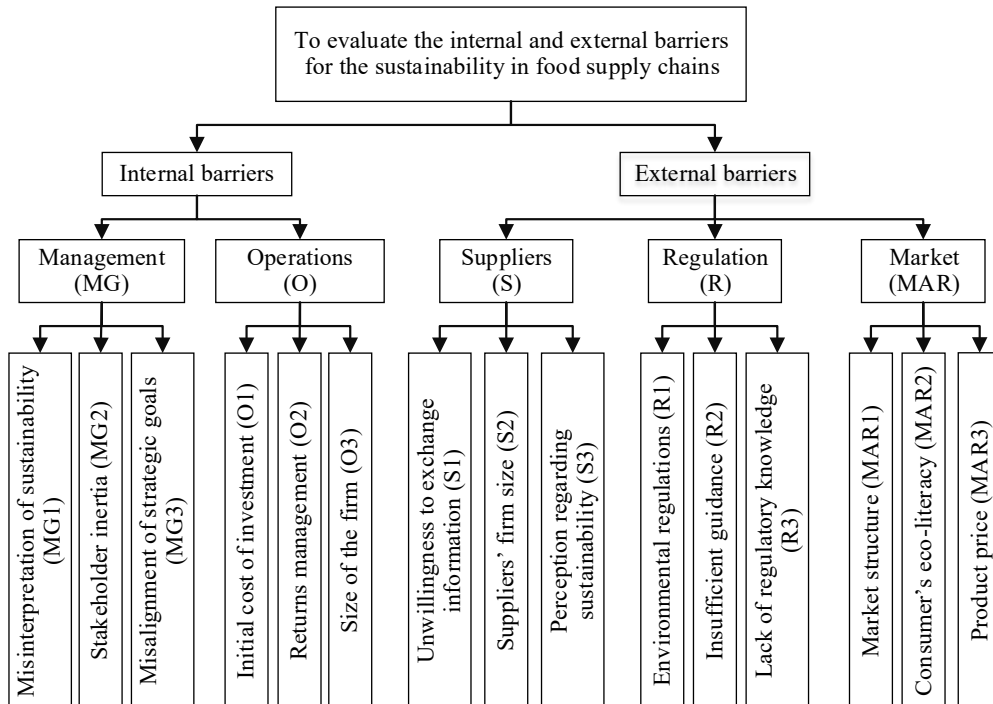 To evaluate the internal and external barriers
for the sustainability in food supply chains
Internal barriers
External barriers
Management
(MG)
Operations
(O)
Suppliers
(S)
Regulation
(R)
Market
(MAR)
Misinterpretation of sustainability
(MG1)
Stakeholder inertia (MG2)
Misalignment of strategic goals
(MG3)
Initial cost of investment (O1)
Returns management (O2)
Size of the firm (O3)
Unwillingness to exchange
information (S1)
Suppliers’ firm size (S2)
Perception regarding
sustainability (S3)
Environmental regulations (R1)
Insufficient guidance (R2)
Lack of regulatory knowledge
(R3)
Market structure (MAR1)
Consumer’s eco-literacy (MAR2)
Product price (MAR3)